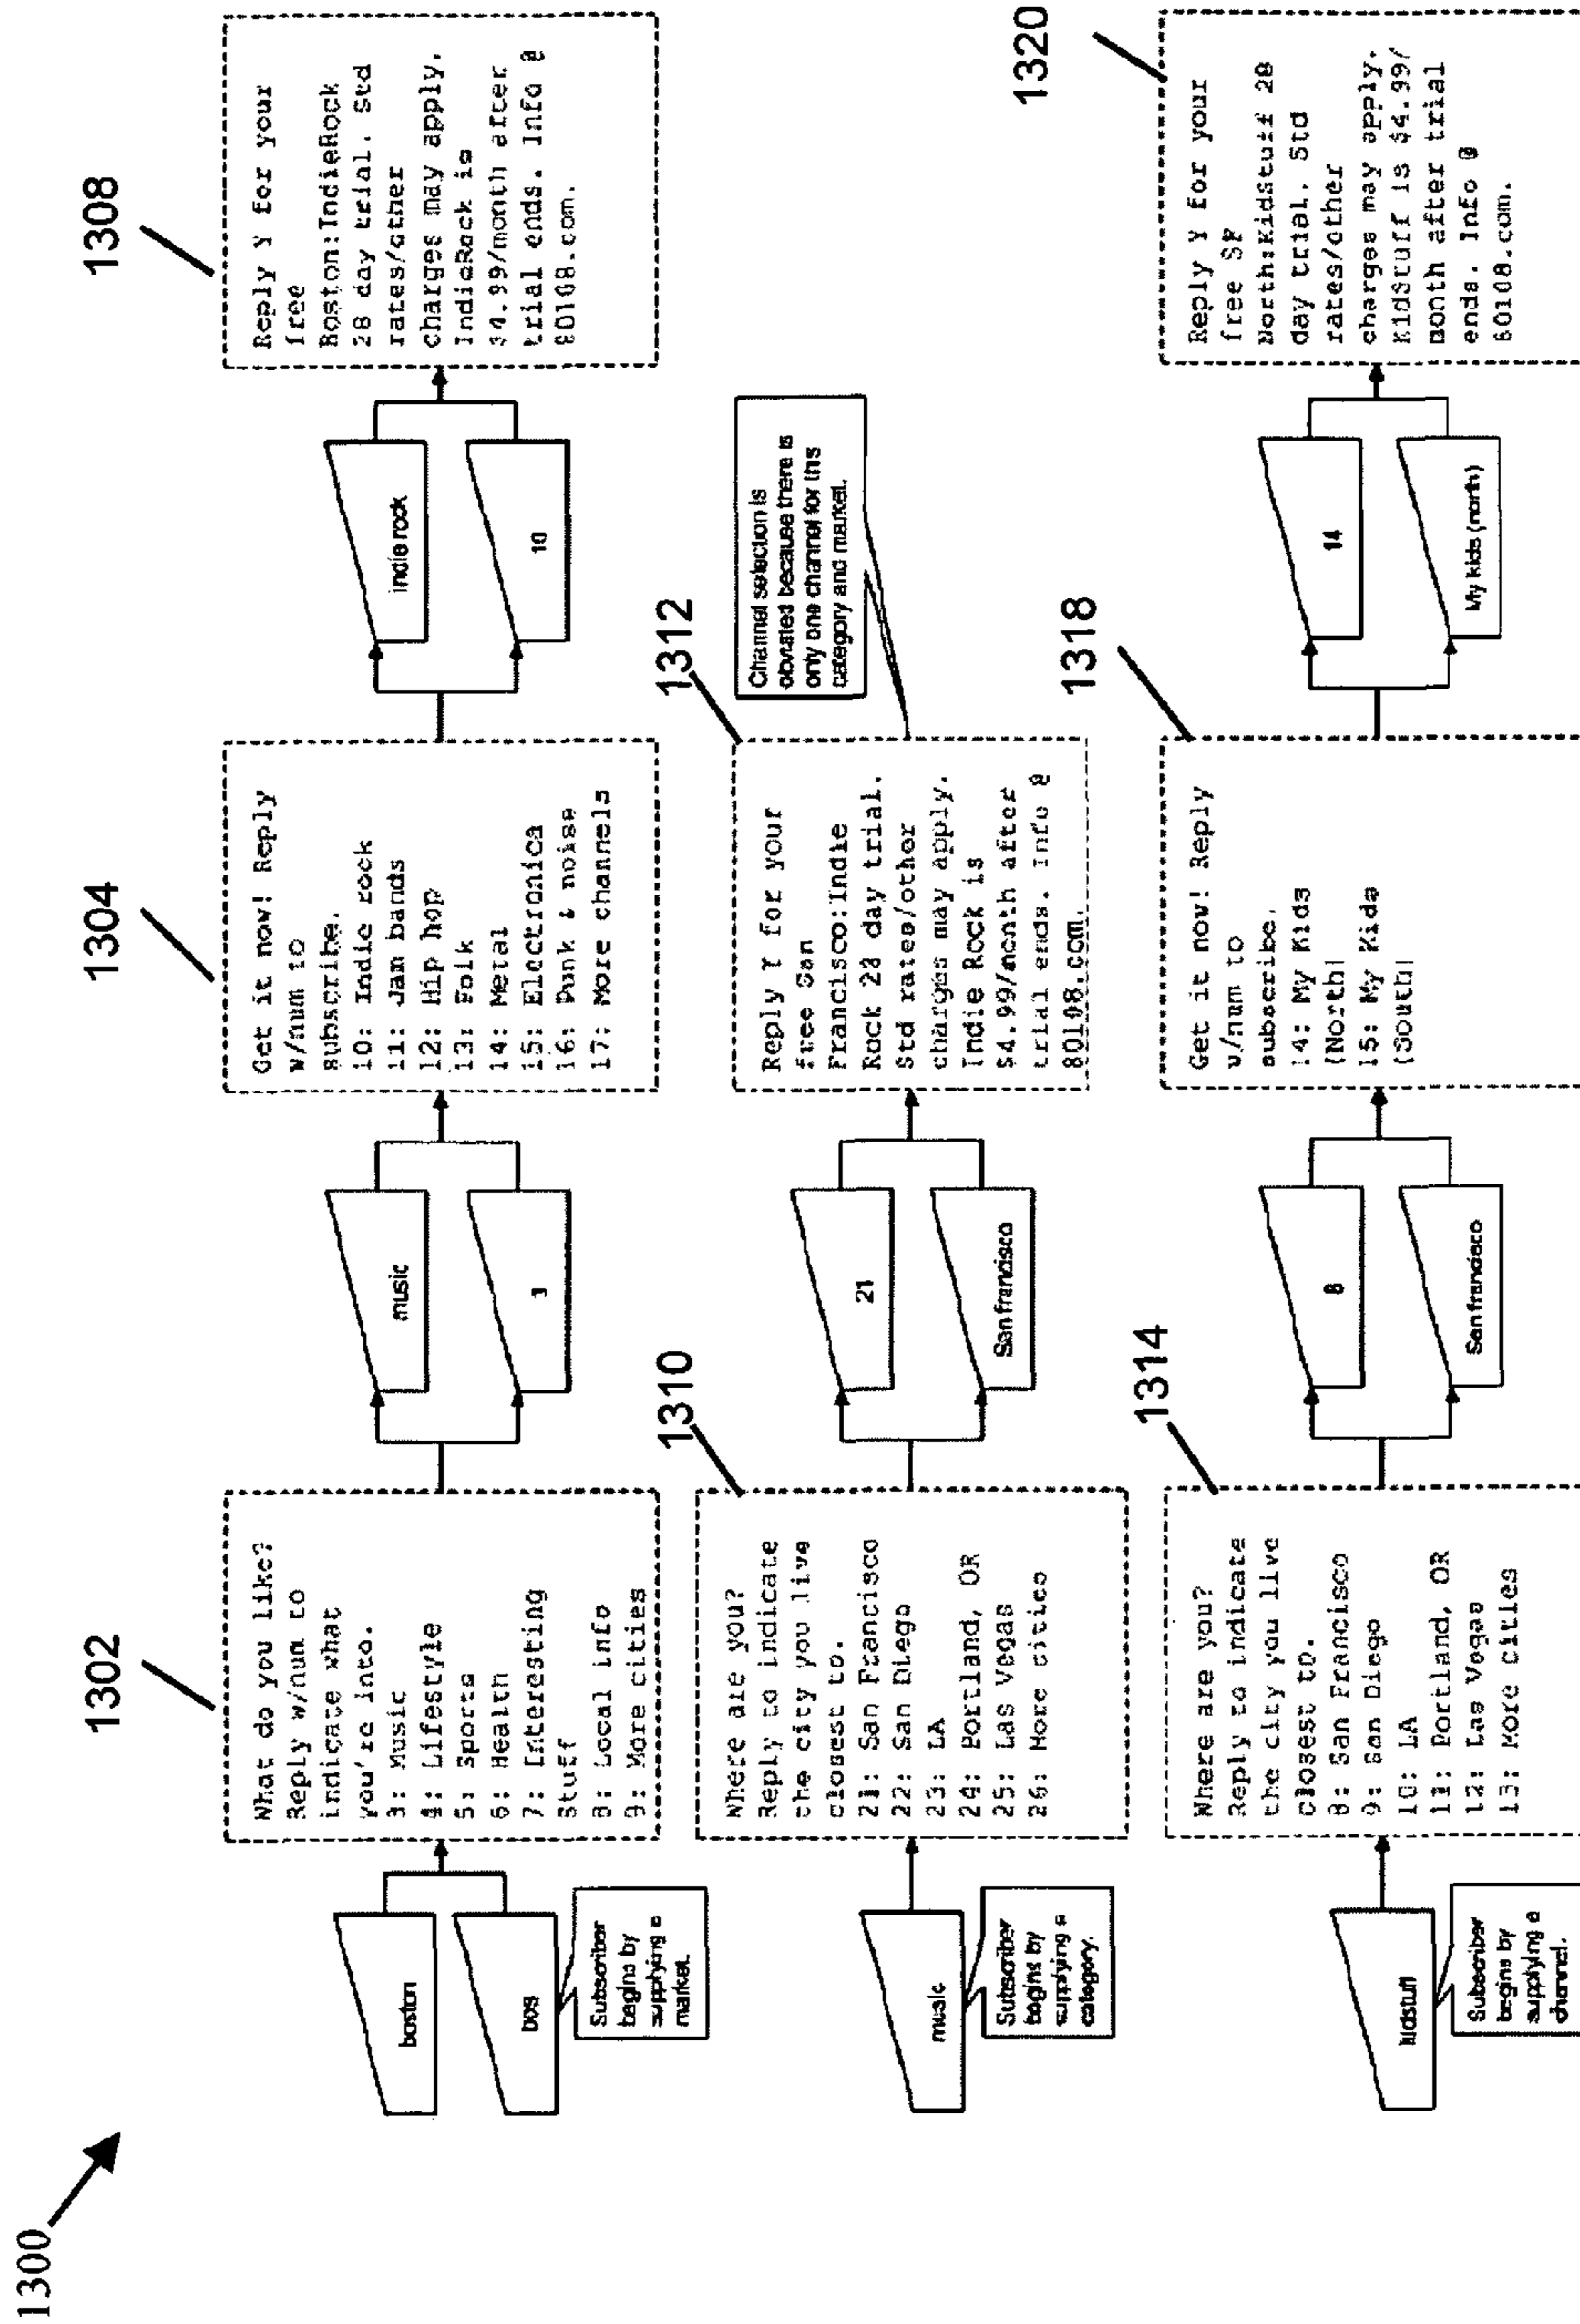 1300
1302
1304
1308
boston
bos
Subscriber
begins by
supplying a
market.
What do you like?
Reply w/num to
indicate what
you're into.
3: Music
4: Lifestyle
5: Sports
6: Health
7: Interesting
Stuff
8: Local info
9: More cities
music
3
Get it now! Reply
w/num to
subscribe.
10: Indie rock
11: Jam bands
12: Hip hop
13: Folk
14: Metal
15: Electronica
16: Punk & noise
17: More channels
indie rock
10
Reply Y for your
free
Boston:IndieRock
28 day trial. Std
rates/other
charges may apply.
IndieRock is
$4.99/month after
trial ends. Info @
80108.com.
1310
1312
music
Subscriber
begins by
supplying a
category.
Where are you?
Reply to indicate
the city you live
closest to.
21: San Francisco
22: San Diego
23: LA
24: Portland, OR
25: Las Vegas
26: More cities
21
San francisco
Reply Y for your
free San
Francisco:Indie
Rock 28 day trial.
Std rates/other
charges may apply.
Indie Rock is
$4.99/month after
trial ends. Info @
80108.com.
Channel selection is
obviated because there is
only one channel for this
category and market.
1314
1318
1320
kidstuff
Subscriber
begins by
supplying a
channel.
Where are you?
Reply to indicate
the city you live
closest to.
8: San Francisco
9: San Diego
10: LA
11: Portland, OR
12: Las Vegas
13: More cities
8
San francisco
Get it now! Reply
w/num to
subscribe.
14: My Kids
(North)
15: My Kids
(South)
14
My kids (north)
Reply Y for your
free SF
North:Kidstuff 28
day trial. Std
rates/other
charges may apply.
Kidstuff is $4.99/
month after trial
ends. Info @
80108.com.